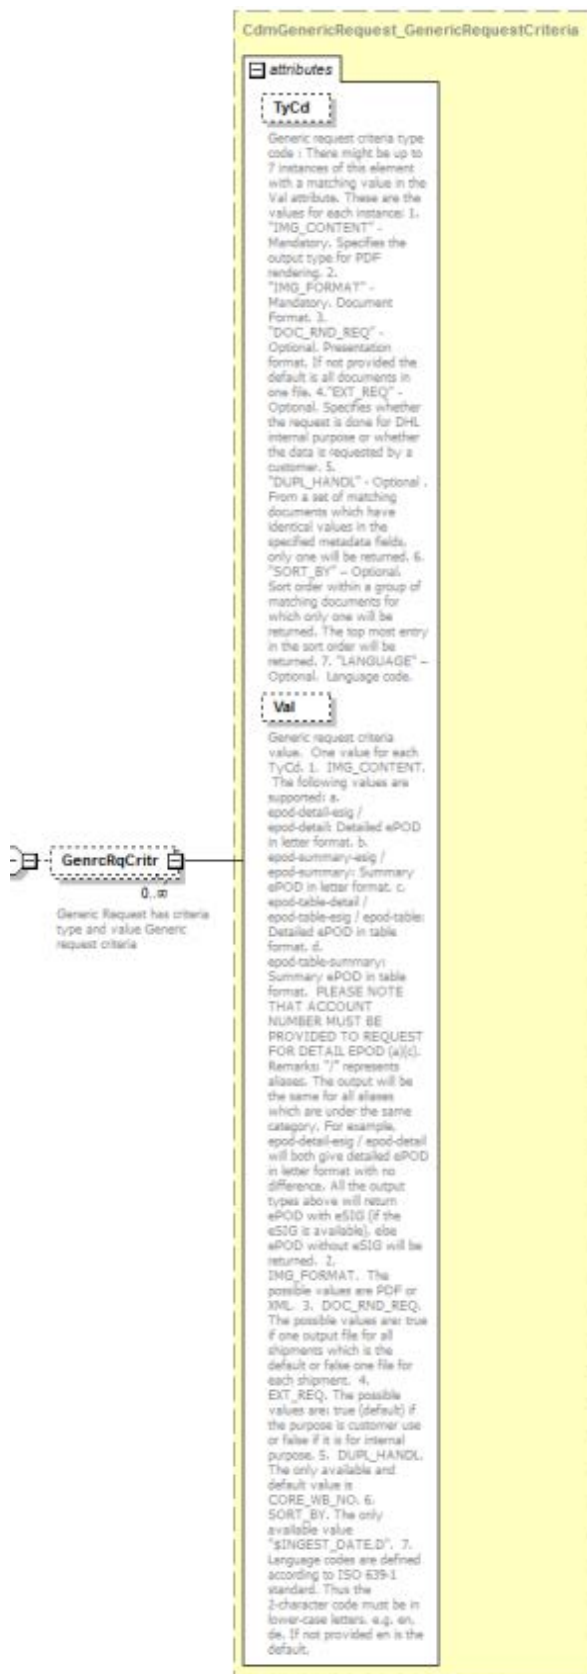 CdmGenericRequest_GenericRequestCriteria
attributes
TyCd
Generic request criteria type
code : There might be up to
7 instances of this element
with a matching value in the
Val attribute. These are the
values for each instance: 1.
"IMG_CONTENT" -
Mandatory. Specifies the
output type for PDF
rendering. 2.
"IMG_FORMAT" -
Mandatory. Document
Format. 3.
"DOC_RND_REQ" -
Optional. Presentation
format. If not provided the
default is all documents in
one file. 4."EXT_REQ" -
Optional. Specifies whether
the request is done for DHL
internal purpose or whether
the data is requested by a
customer. 5.
"DUPL_HANDL" - Optional .
From a set of matching
documents which have
identical values in the
specified metadata fields,
only one will be returned. 6.
"SORT_BY" – Optional.
Sort order within a group of
matching documents for
which only one will be
returned. The top most entry
in the sort order will be
returned. 7. "LANGUAGE" –
Optional.  Language code.
Val
Generic request criteria
value.  One value for each
TyCd. 1.  IMG_CONTENT.
The following values are
supported: a.
epod-detail-esig /
epod-detail: Detailed ePOD
in letter format. b.
epod-summary-esig /
epod-summary: Summary
ePOD in letter format. c.
epod-table-detail /
epod-table-esig / epod-table:
Detailed ePOD in table
format. d.
epod-table-summary:
Summary ePOD in table
format.  PLEASE NOTE
THAT ACCOUNT
NUMBER MUST BE
PROVIDED TO REQUEST
FOR DETAIL EPOD (a)(c).
Remarks: "/" represents
aliases. The output will be
the same for all aliases
which are under the same
category. For example,
epod-detail-esig / epod-detail
will both give detailed ePOD
in letter format with no
difference. All the output
types above will return
ePOD with eSIG (if the
eSIG is available), else
ePOD without eSIG will be
returned.  2.
IMG_FORMAT.  The
possible values are PDF or
XML.  3.  DOC_RND_REQ.
The possible values are: true
if one output file for all
shipments which is the
default or false one file for
each shipment.  4.
EXT_REQ. The possible
values are: true (default) if
the purpose is customer use
or false if it is for internal
purpose. 5.  DUPL_HANDL.
The only available and
default value is
CORE_WB_NO. 6.
SORT_BY. The only
available value
"$INGEST_DATE,D".  7.
Language codes are defined
according to ISO 639-1
standard. Thus the
2-character code must be in
lower-case letters. e.g. en,
de. If not provided en is the
default.
GenrcRqCritr
0..∞
Generic Request has criteria
type and value Generic
request criteria